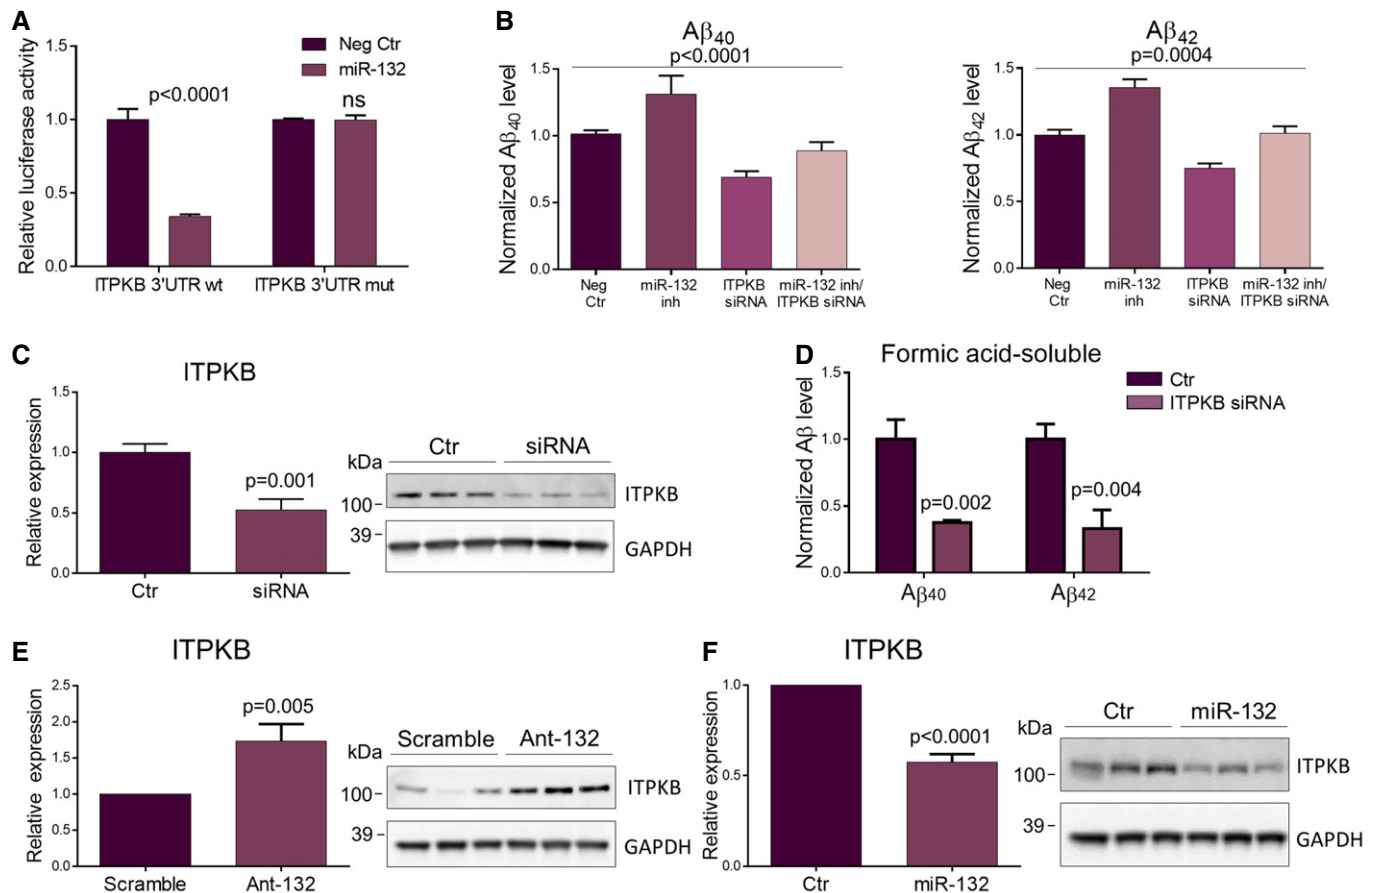 A
Relative luciferase activity
1.5
1.0
0.5
0.0
Neg Ctr
miR-132
p<0.0001
ns
ITPKB 3'UTR wt
ITPKB 3'UTR mut
B
Aβ40
p<0.0001
Normalized Aβ40 level
1.5
1.0
0.5
0.0
Neg
Ctr
miR-132
inh
ITPKB
siRNA
miR-132 inh/
ITPKB siRNA
Aβ42
p=0.0004
Normalized Aβ42 level
1.5
1.0
0.5
0.0
Neg
Ctr
miR-132
inh
ITPKB
siRNA
miR-132 inh/
ITPKB siRNA
C
ITPKB
Relative expression
1.5
1.0
0.5
0.0
p=0.001
Ctr
siRNA
kDa
Ctr
siRNA
100
ITPKB
39
GAPDH
D
Formic acid-soluble
Normalized Aβ level
1.5
1.0
0.5
0.0
Ctr
ITPKB siRNA
p=0.002
p=0.004
Aβ40
Aβ42
E
ITPKB
Relative expression
2.5
2.0
1.5
1.0
0.5
0.0
p=0.005
Scramble
Ant-132
kDa
Scramble
Ant-132
100
ITPKB
39
GAPDH
F
ITPKB
Relative expression
1.0
0.5
0.0
p<0.0001
Ctr
miR-132
kDa
Ctr
miR-132
100
ITPKB
39
GAPDH